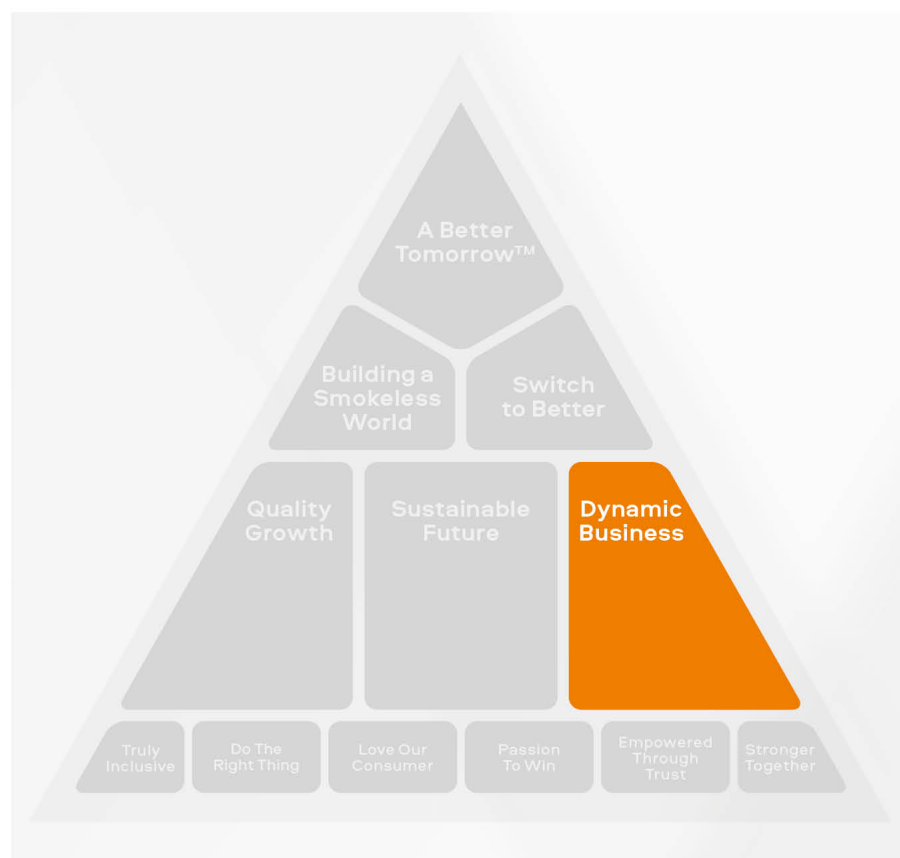 A Better
Tomorrow™
Building a
Smokeless
World
Switch
to Better
Quality
Growth
Sustainable
Future
Dynamic
Business
Truly
Inclusive
Do The
Right Thing
Love Our
Consumer
Passion
To Win
Empowered
Through
Trust
Stronger
Together